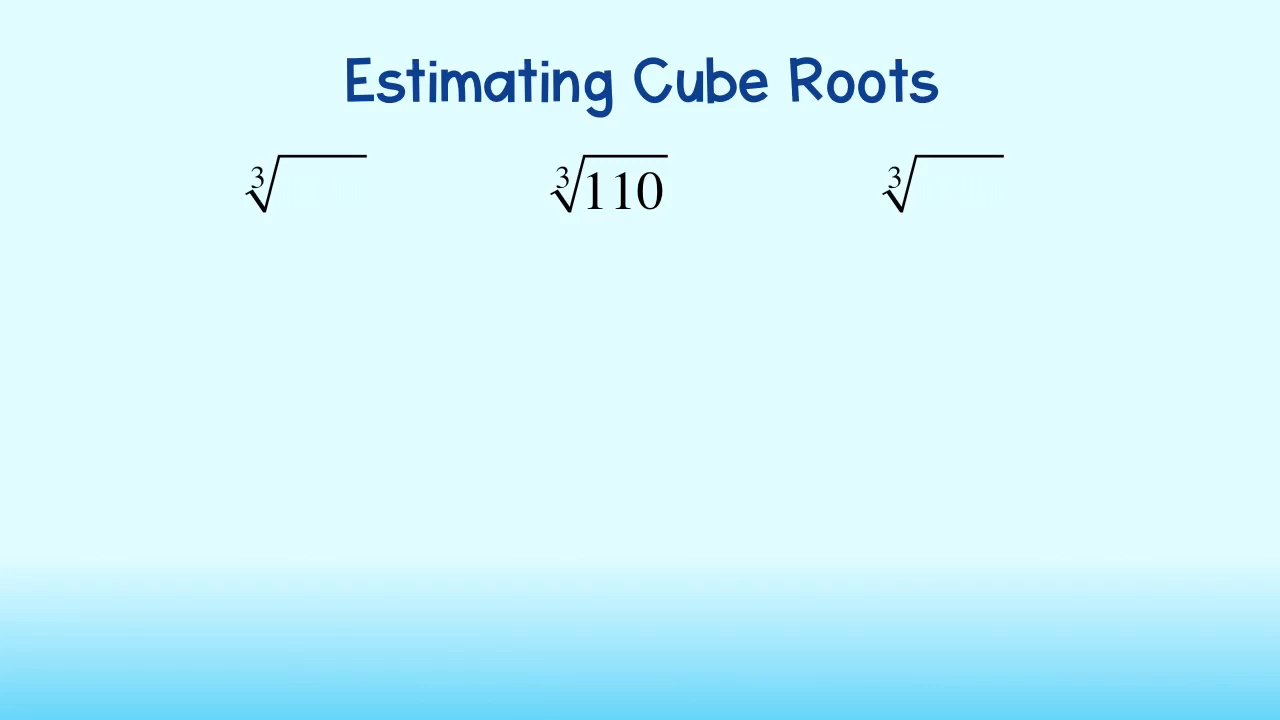 Estimating Cube Roots
∛ ∛110 ∛